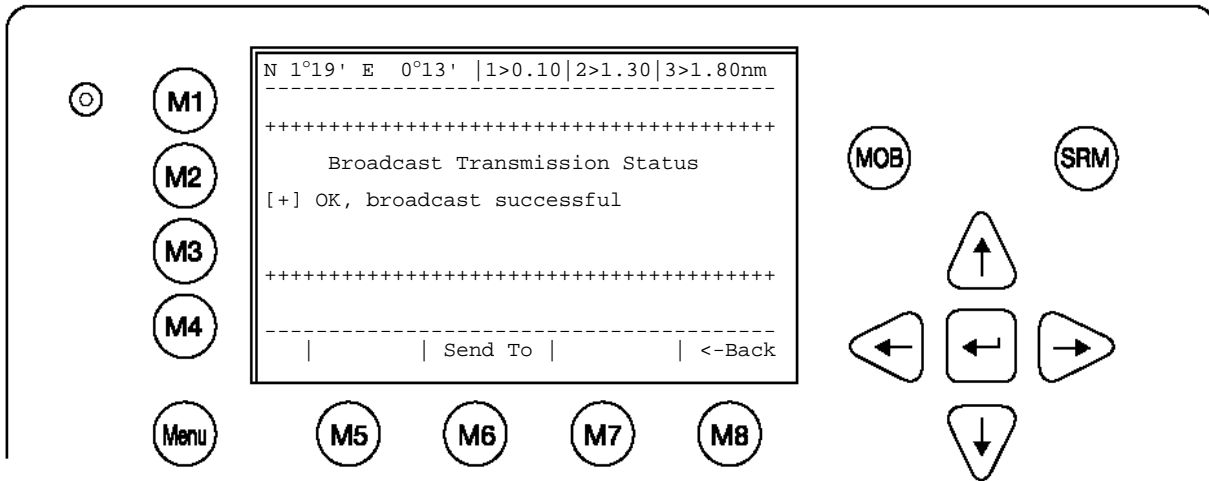 N 1°19' E 0°13' |1>0.10|2>1.30|3>1.80nm
----------------------------------------
++++++++++++++++++++++++++++++++++++++++
Broadcast Transmission Status
[+] OK, broadcast successful
++++++++++++++++++++++++++++++++++++++++
----------------------------------------
| | Send To | | <-Back
M1
M2
M3
M4
Menu
M5
M6
M7
M8
MOB
SRM